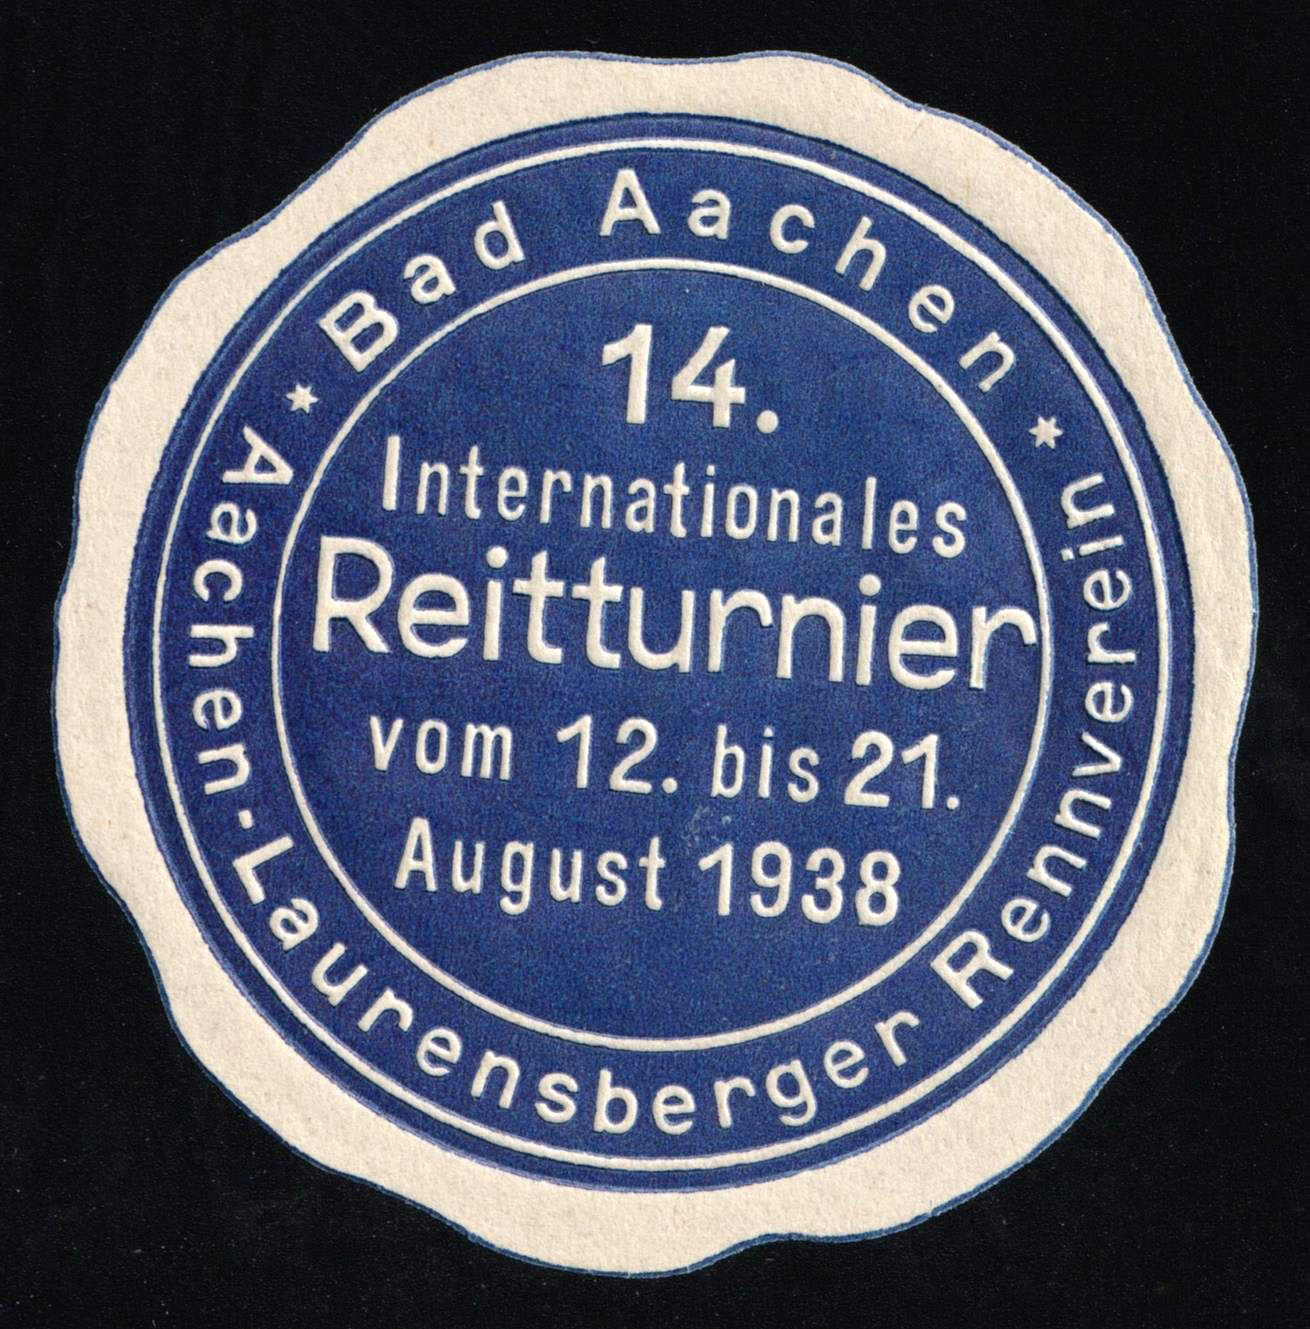 * Bad Aachen *
14.
Internationales
Reitturnier
vom 12. bis 21.
August 1938
Aachen-Laurensberger Rennverein